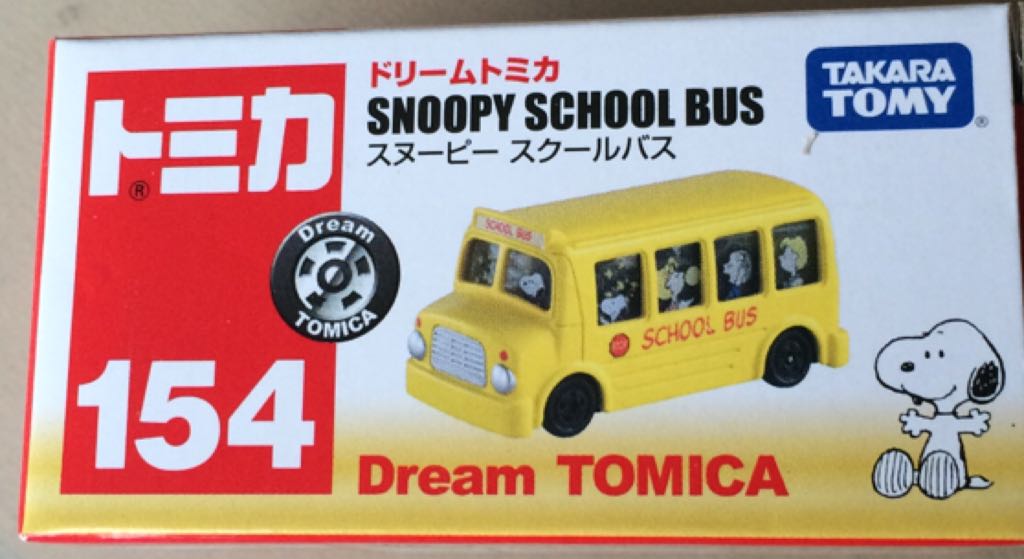 トミカ
®
154
Dream
TOMICA
ドリームトミカ
SNOOPY SCHOOL BUS
スヌーピー スクールバス
TAKARA
TOMY
®
SCHOOL BUS
SCHOOL BUS
Dream TOMICA